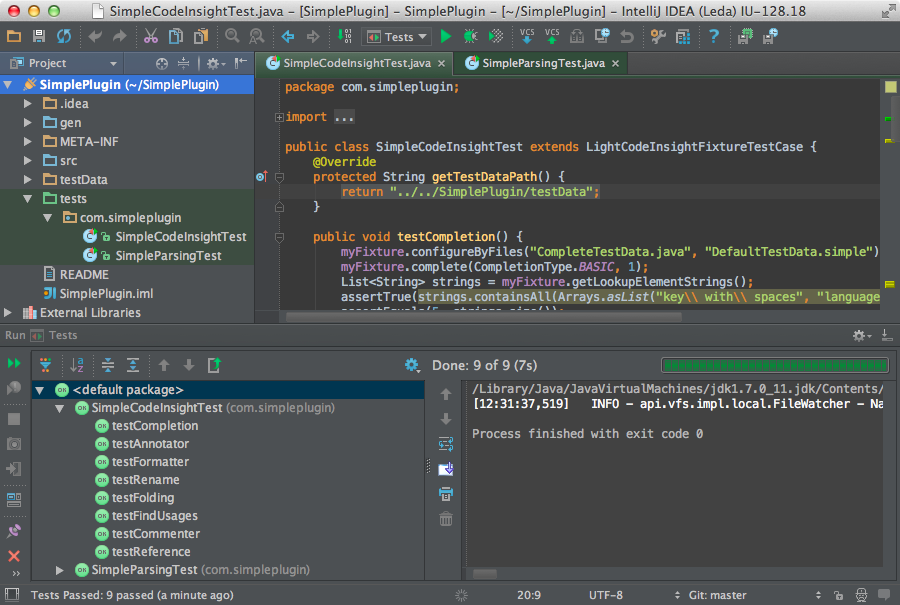 SimpleCodeInsightTest.java – [SimplePlugin] – SimplePlugin – [~/SimplePlugin] – IntelliJ IDEA (Leda) IU-128.18
Tests
VCS VCS
Project
SimpleCodeInsightTest.java
SimpleParsingTest.java
SimplePlugin (~/SimplePlugin)
.idea
gen
META-INF
src
testData
tests
com.simpleplugin
SimpleCodeInsightTest
SimpleParsingTest
README
SimplePlugin.iml
External Libraries
package com.simpleplugin;
import ...
public class SimpleCodeInsightTest extends LightCodeInsightFixtureTestCase {
@Override
protected String getTestDataPath() {
return "../../SimplePlugin/testData";
}
public void testCompletion() {
myFixture.configureByFiles("CompleteTestData.java", "DefaultTestData.simple")
myFixture.complete(CompletionType.BASIC, 1);
List<String> strings = myFixture.getLookupElementStrings();
assertTrue(strings.containsAll(Arrays.asList("key\\ with\\ spaces", "language
Run Tests
Done: 9 of 9 (7s)
<default package>
SimpleCodeInsightTest (com.simpleplugin)
testCompletion
testAnnotator
testFormatter
testRename
testFolding
testFindUsages
testCommenter
testReference
SimpleParsingTest (com.simpleplugin)
/Library/Java/JavaVirtualMachines/jdk1.7.0_11.jdk/Contents/
[12:31:37,519] INFO – api.vfs.impl.local.FileWatcher – Na
Process finished with exit code 0
Tests Passed: 9 passed (a minute ago)
20:9
UTF-8
Git: master